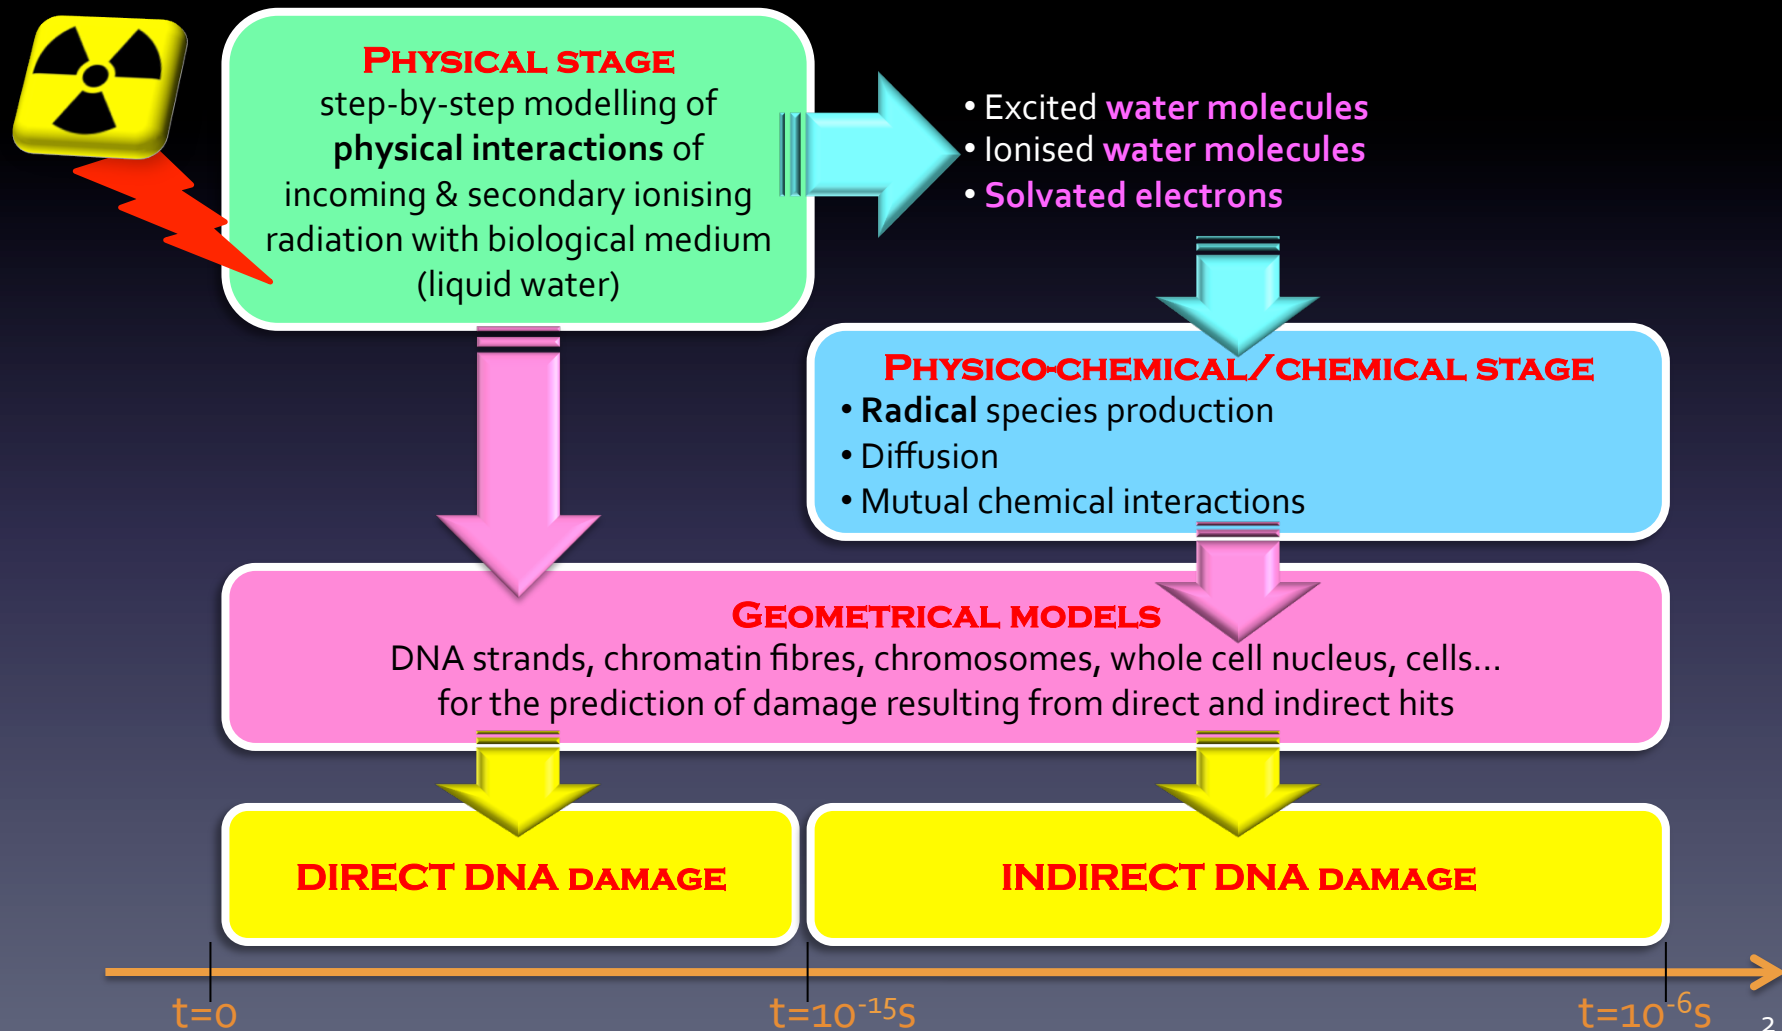 PHYSICAL STAGE
step-by-step modelling of
physical interactions of
incoming & secondary ionising
radiation with biological medium
(liquid water)
• Excited water molecules
• Ionised water molecules
• Solvated electrons
PHYSICO-CHEMICAL/CHEMICAL STAGE
• Radical species production
• Diffusion
• Mutual chemical interactions
GEOMETRICAL MODELS
DNA strands, chromatin fibres, chromosomes, whole cell nucleus, cells...
for the prediction of damage resulting from direct and indirect hits
DIRECT DNA DAMAGE
INDIRECT DNA DAMAGE
t=0
t=10⁻¹⁵s
t=10⁻⁶s
2